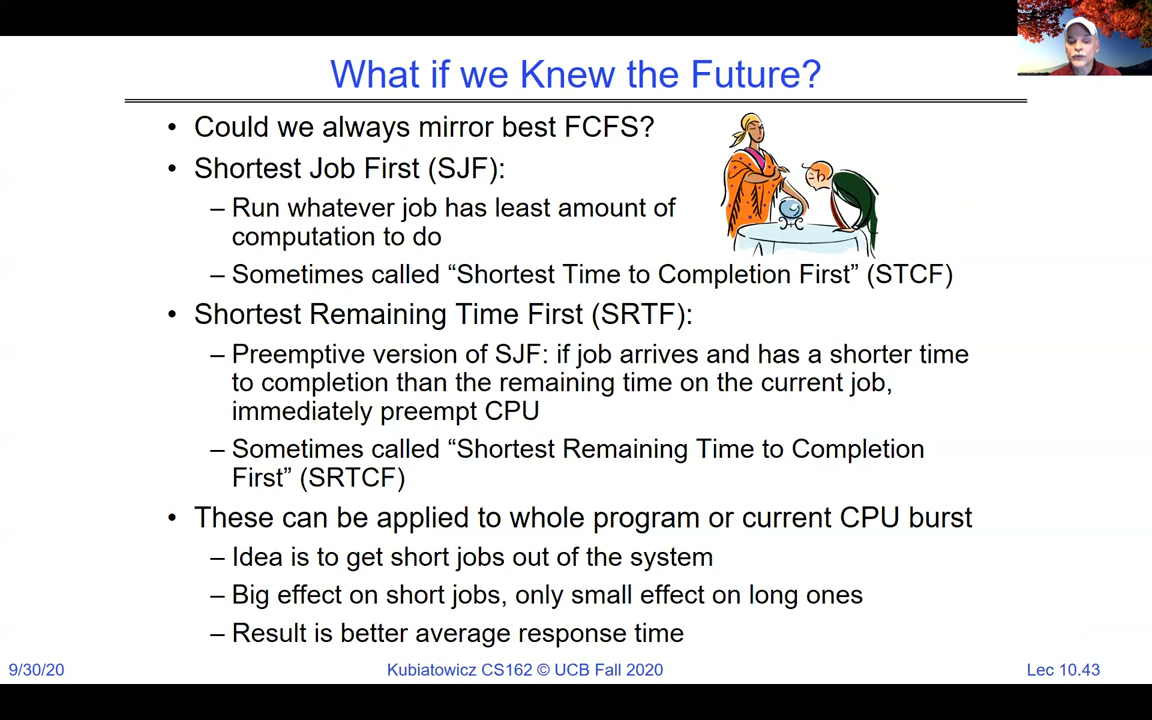 What if we Knew the Future?
• Could we always mirror best FCFS?
• Shortest Job First (SJF):
– Run whatever job has least amount of
computation to do
– Sometimes called “Shortest Time to Completion First” (STCF)
• Shortest Remaining Time First (SRTF):
– Preemptive version of SJF: if job arrives and has a shorter time
to completion than the remaining time on the current job,
immediately preempt CPU
– Sometimes called “Shortest Remaining Time to Completion
First” (SRTCF)
• These can be applied to whole program or current CPU burst
– Idea is to get short jobs out of the system
– Big effect on short jobs, only small effect on long ones
– Result is better average response time
9/30/20
Kubiatowicz CS162 © UCB Fall 2020
Lec 10.43